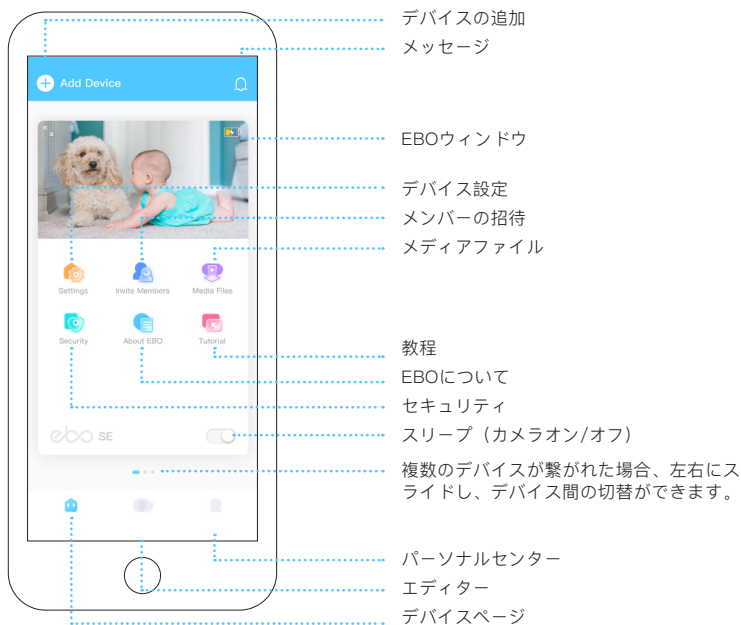 デバイスの追加
メッセージ
Add Device
EBOウィンドウ
デバイス設定
メンバーの招待
メディアファイル
Settings
Invite Members
Media Files
Security
About EBO
Tutorial
教程
EBOについて
セキュリティ
ebo SE
スリープ（カメラオン/オフ）
複数のデバイスが繋がれた場合、左右にス
ライドし、デバイス間の切替ができます。
パーソナルセンター
エディター
デバイスページ